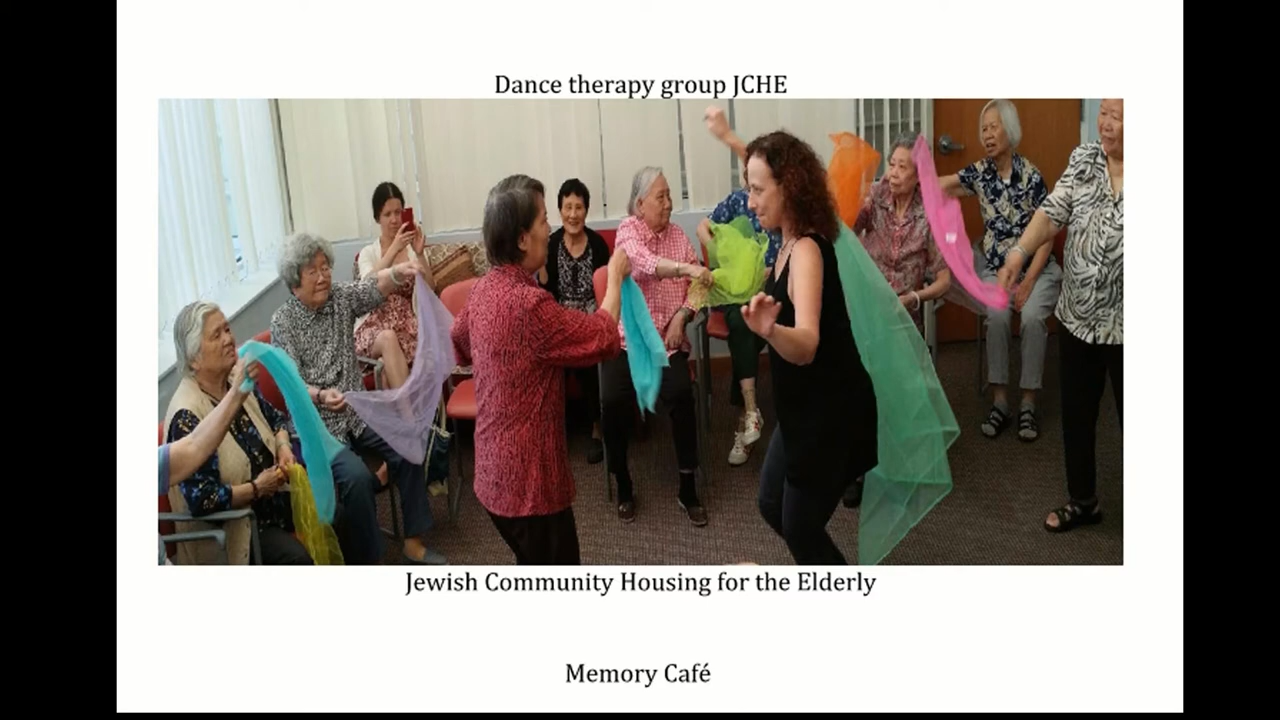 Dance therapy group JCHE
Jewish Community Housing for the Elderly
Memory Café